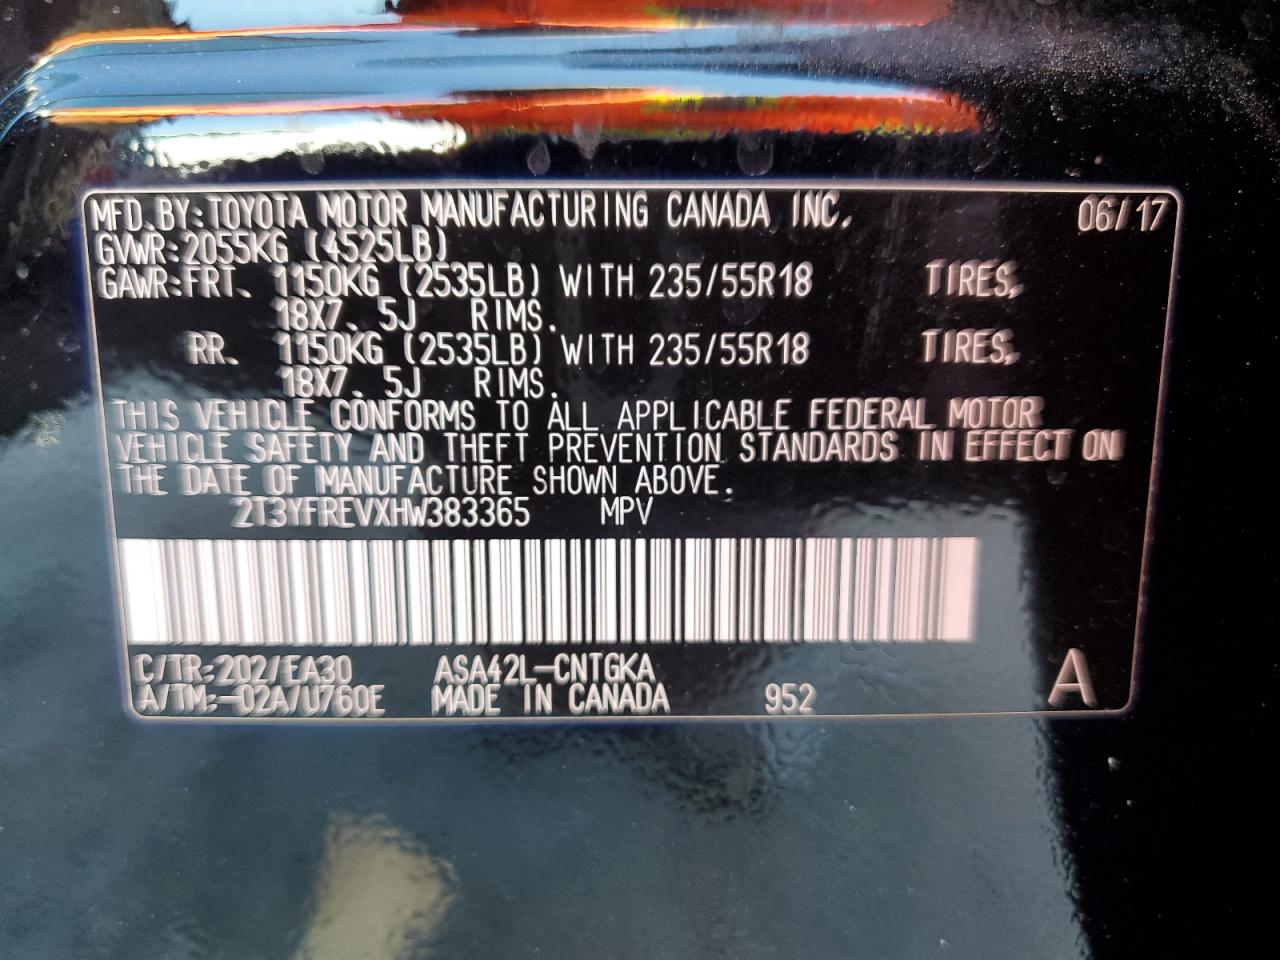 MFD.BY:TOYOTA MOTOR MANUFACTURING CANADA INC. 06/17
GVWR:2055KG (4525LB)
GAWR:FRT. 1150KG (2535LB) WITH 235/55R18 TIRES,
18X7.5J RIMS.
RR. 1150KG (2535LB) WITH 235/55R18 TIRES,
18X7.5J RIMS.
THIS VEHICLE CONFORMS TO ALL APPLICABLE FEDERAL MOTOR
VEHICLE SAFETY AND THEFT PREVENTION STANDARDS IN EFFECT ON
THE DATE OF MANUFACTURE SHOWN ABOVE.
2T3YFREVXHW383365 MPV
C/TR:202/EA30 ASA42L-CNTGKA
A/TM:-02A/U760E MADE IN CANADA 952 A